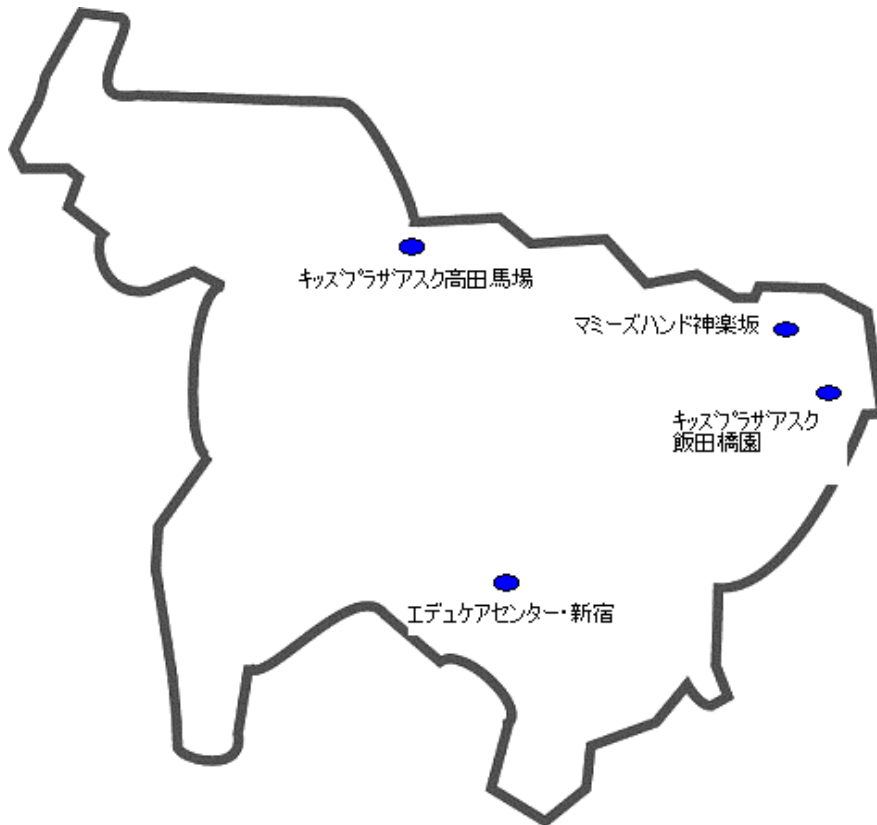 ｷｯｽﾞﾌﾟﾗｻﾞｱｽｸ高田馬場
マミーズハンド神楽坂
ｷｯｽﾞﾌﾟﾗｻﾞｱｽｸ
飯田橋園
エデュケアセンター・新宿